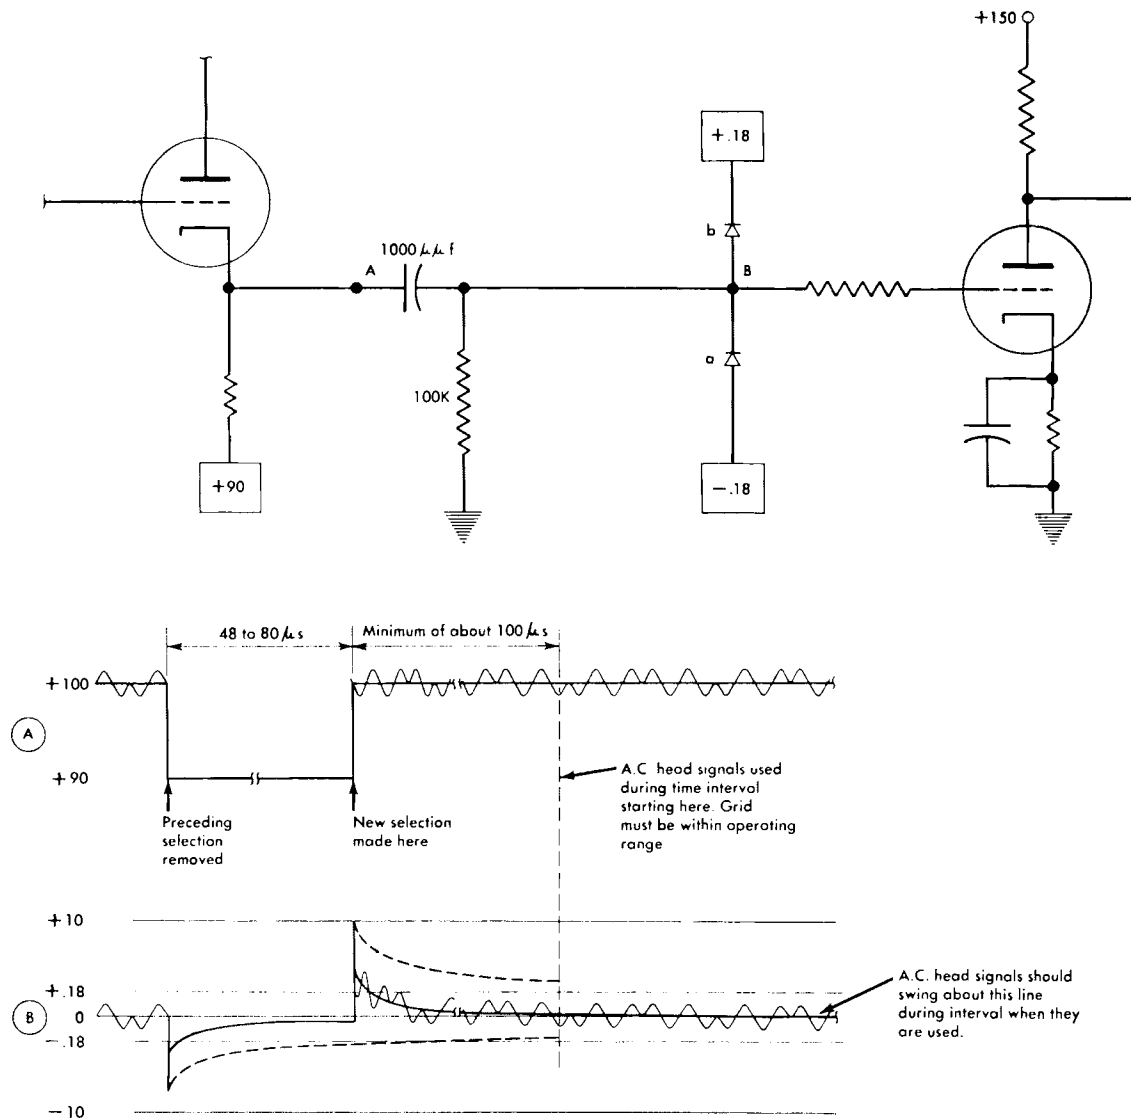 +150
+.18
b
1000 μμf
A
B
a
100K
+90
-.18
48 to 80 μs
Minimum of about 100 μs
+100
A
+90
A.C. head signals used
during time interval
starting here. Grid
must be within operating
range
Preceding
selection
removed
New selection
made here
+10
+.18
B
0
-.18
A.C. head signals should
swing about this line
during interval when they
are used.
-10